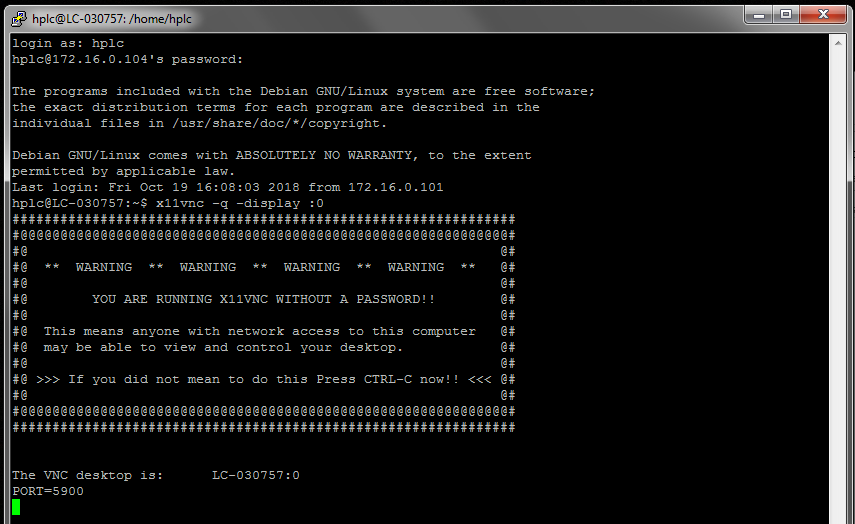 hplc@LC-030757: /home/hplc
login as: hplc
hplc@172.16.0.104's password:
The programs included with the Debian GNU/Linux system are free software;
the exact distribution terms for each program are described in the
individual files in /usr/share/doc/*/copyright.
Debian GNU/Linux comes with ABSOLUTELY NO WARRANTY, to the extent
permitted by applicable law.
Last login: Fri Oct 19 16:08:03 2018 from 172.16.0.101
hplc@LC-030757:~$ x11vnc -q -display :0
###############################################################
#@@@@@@@@@@@@@@@@@@@@@@@@@@@@@@@@@@@@@@@@@@@@@@@@@@@@@@@@@@@@@#
#@                                                           @#
#@  **  WARNING  **  WARNING  **  WARNING  **  WARNING  **   @#
#@                                                           @#
#@        YOU ARE RUNNING X11VNC WITHOUT A PASSWORD!!        @#
#@                                                           @#
#@  This means anyone with network access to this computer   @#
#@  may be able to view and control your desktop.            @#
#@                                                           @#
#@ >>> If you did not mean to do this Press CTRL-C now!! <<< @#
#@                                                           @#
#@@@@@@@@@@@@@@@@@@@@@@@@@@@@@@@@@@@@@@@@@@@@@@@@@@@@@@@@@@@@@#
###############################################################
The VNC desktop is:      LC-030757:0
PORT=5900